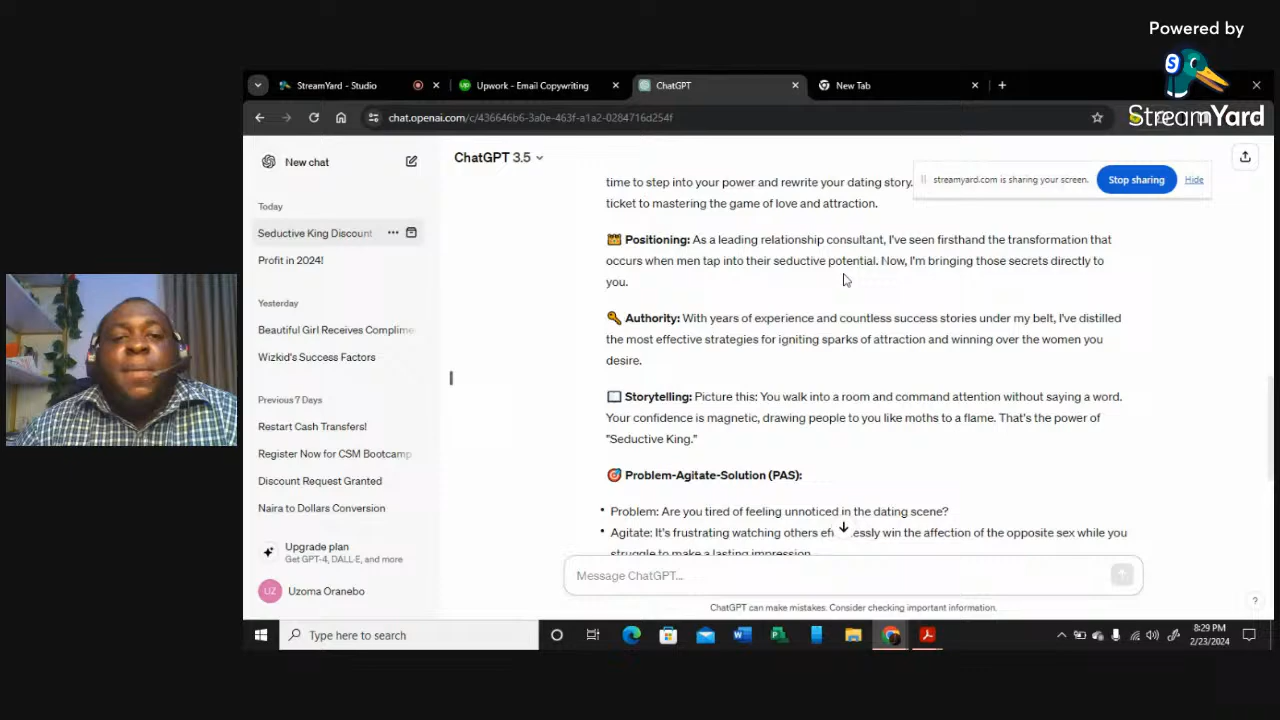 Powered by
StreamYard
StreamYard - Studio
Upwork - Email Copywriting
ChatGPT
New Tab
chat.openai.com/c/436646b6-3a0e-463f-a1a2-0284716d254f
New chat
ChatGPT 3.5
streamyard.com is sharing your screen.
Stop sharing
Hide
Today
Seductive King Discount
Profit in 2024!
Yesterday
Beautiful Girl Receives Complime
Wizkid's Success Factors
Previous 7 Days
Restart Cash Transfers!
Register Now for CSM Bootcamp
Discount Request Granted
Naira to Dollars Conversion
Upgrade plan
Get GPT-4, DALL·E, and more
UZ
Uzoma Oranebo
time to step into your power and rewrite your dating story.
ticket to mastering the game of love and attraction.
Positioning: As a leading relationship consultant, I've seen firsthand the transformation that
occurs when men tap into their seductive potential. Now, I'm bringing those secrets directly to
you.
Authority: With years of experience and countless success stories under my belt, I've distilled
the most effective strategies for igniting sparks of attraction and winning over the women you
desire.
Storytelling: Picture this: You walk into a room and command attention without saying a word.
Your confidence is magnetic, drawing people to you like moths to a flame. That's the power of
"Seductive King."
Problem-Agitate-Solution (PAS):
• Problem: Are you tired of feeling unnoticed in the dating scene?
• Agitate: It's frustrating watching others eff lessly win the affection of the opposite sex while you
struggle to make a lasting impression.
Message ChatGPT...
ChatGPT can make mistakes. Consider checking important information.
?
Type here to search
8:29 PM
2/23/2024